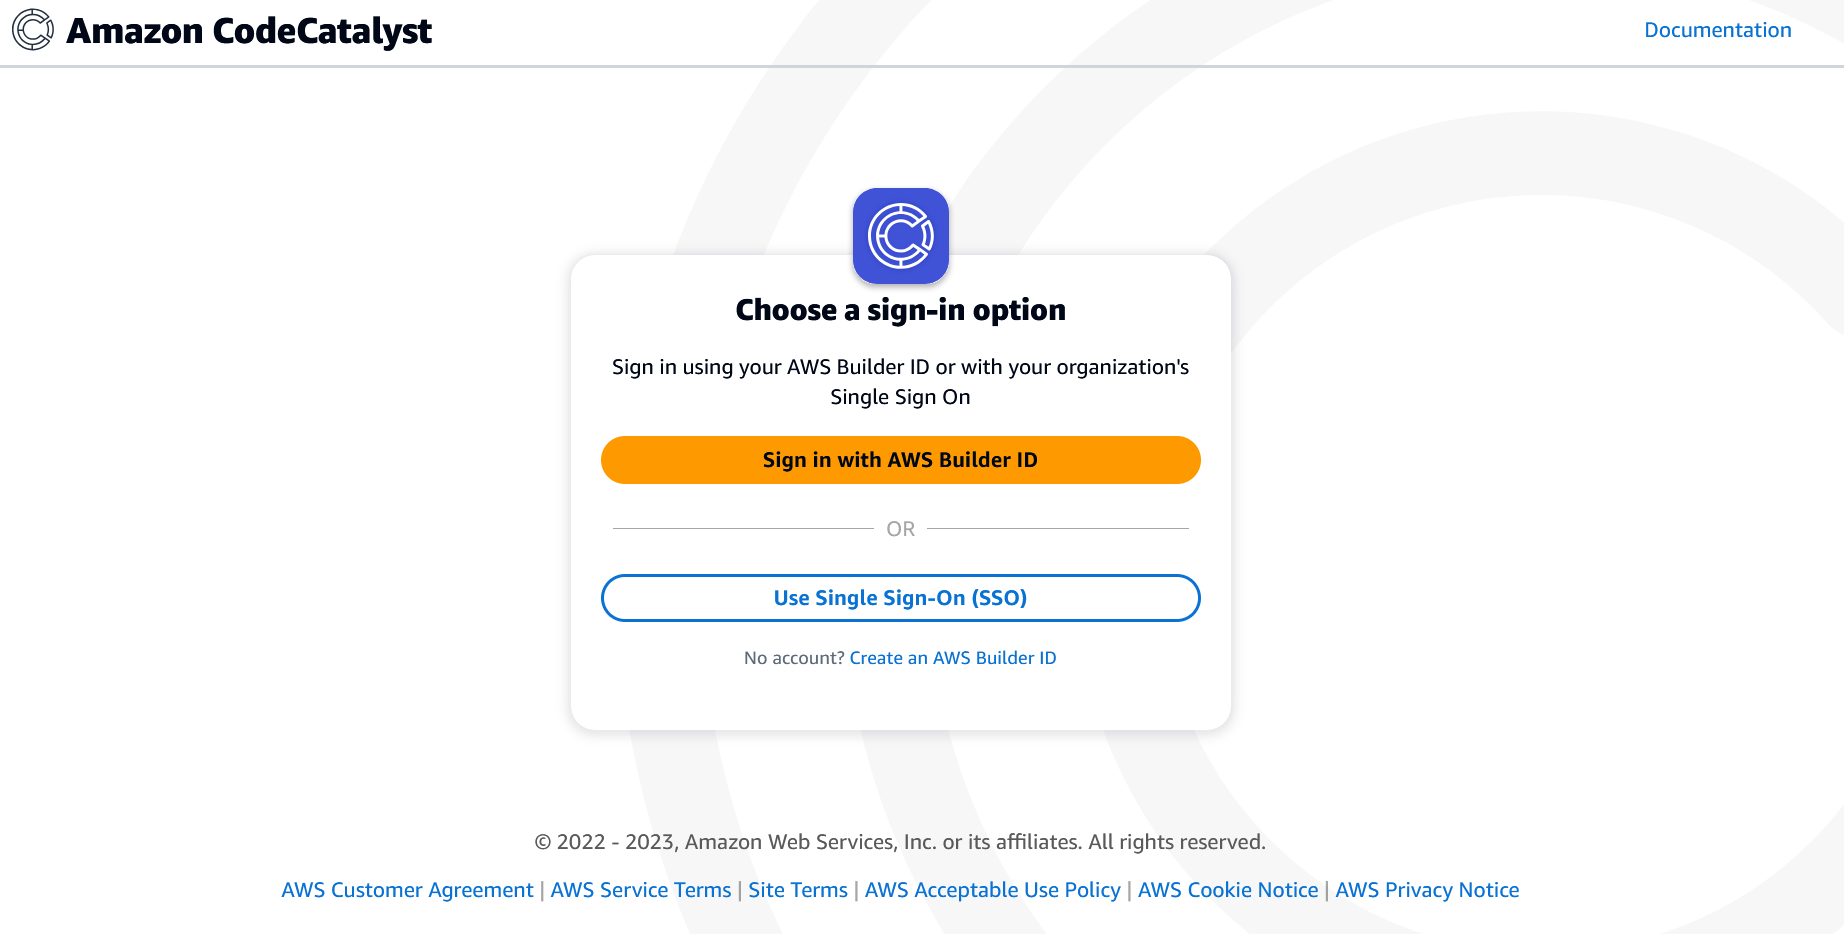 Amazon CodeCatalyst
Documentation
Choose a sign-in option
Sign in using your AWS Builder ID or with your organization's
Single Sign On
Sign in with AWS Builder ID
OR
Use Single Sign-On (SSO)
No account? Create an AWS Builder ID
© 2022 - 2023, Amazon Web Services, Inc. or its affiliates. All rights reserved.
AWS Customer Agreement | AWS Service Terms | Site Terms | AWS Acceptable Use Policy | AWS Cookie Notice | AWS Privacy Notice